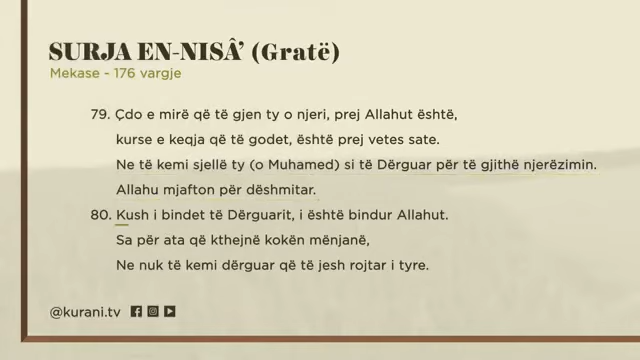 SURJA EN-NISÂ’ (Gratë)
Mekase - 176 vargje
79. Çdo e mirë që të gjen ty o njeri, prej Allahut është,
kurse e keqja që të godet, është prej vetes sate.
Ne të kemi sjellë ty (o Muhamed) si të Dërguar për të gjithë njerëzimin.
Allahu mjafton për dëshmitar.
80. Kush i bindet të Dërguarit, i është bindur Allahut.
Sa për ata që kthejnë kokën mënjanë,
Ne nuk të kemi dërguar që të jesh rojtar i tyre.
@kurani.tv